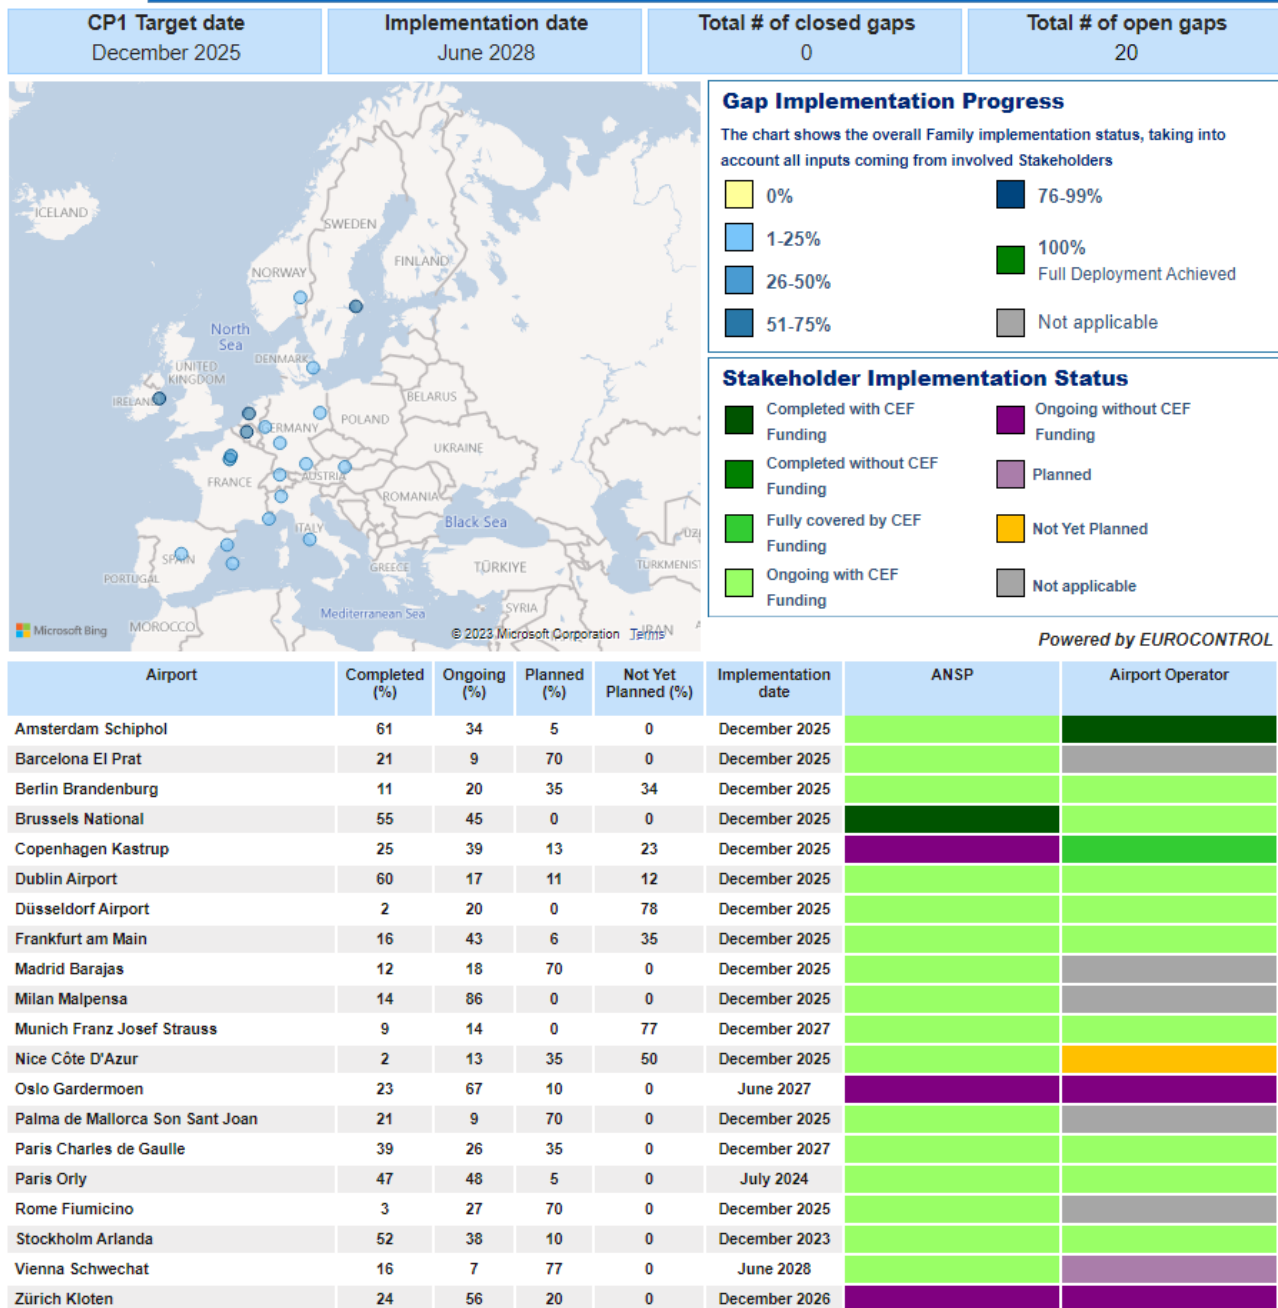 CP1 Target date
December 2025
Implementation date
June 2028
Total # of closed gaps
0
Total # of open gaps
20
ICELAND
SWEDEN
FINLAND
NORWAY
North
Sea
DENMARK
UNITED
KINGDOM
IRELAND
BELARUS
POLAND
GERMANY
UKRAINE
FRANCE
AUSTRIA
ROMANIA
ITALY
Black Sea
SPAIN
PORTUGAL
GREECE
TÜRKIYE
TURKMENIST
UZ
SYRIA
Mediterranean Sea
MOROCCO
IRAN
Microsoft Bing
© 2023 Microsoft Corporation Terms
Gap Implementation Progress
The chart shows the overall Family implementation status, taking into
account all inputs coming from involved Stakeholders
0%
76-99%
1-25%
100%
Full Deployment Achieved
26-50%
51-75%
Not applicable
Stakeholder Implementation Status
Completed with CEF
Funding
Ongoing without CEF
Funding
Completed without CEF
Funding
Planned
Fully covered by CEF
Funding
Not Yet Planned
Ongoing with CEF
Funding
Not applicable
Powered by EUROCONTROL
Airport Completed (%) Ongoing (%) Planned (%) Not Yet Planned (%) Implementation date ANSP Airport Operator
Amsterdam Schiphol 61 34 5 0 December 2025
Barcelona El Prat 21 9 70 0 December 2025
Berlin Brandenburg 11 20 35 34 December 2025
Brussels National 55 45 0 0 December 2025
Copenhagen Kastrup 25 39 13 23 December 2025
Dublin Airport 60 17 11 12 December 2025
Düsseldorf Airport 2 20 0 78 December 2025
Frankfurt am Main 16 43 6 35 December 2025
Madrid Barajas 12 18 70 0 December 2025
Milan Malpensa 14 86 0 0 December 2025
Munich Franz Josef Strauss 9 14 0 77 December 2027
Nice Côte D'Azur 2 13 35 50 December 2025
Oslo Gardermoen 23 67 10 0 June 2027
Palma de Mallorca Son Sant Joan 21 9 70 0 December 2025
Paris Charles de Gaulle 39 26 35 0 December 2027
Paris Orly 47 48 5 0 July 2024
Rome Fiumicino 3 27 70 0 December 2025
Stockholm Arlanda 52 38 10 0 December 2023
Vienna Schwechat 16 7 77 0 June 2028
Zürich Kloten 24 56 20 0 December 2026